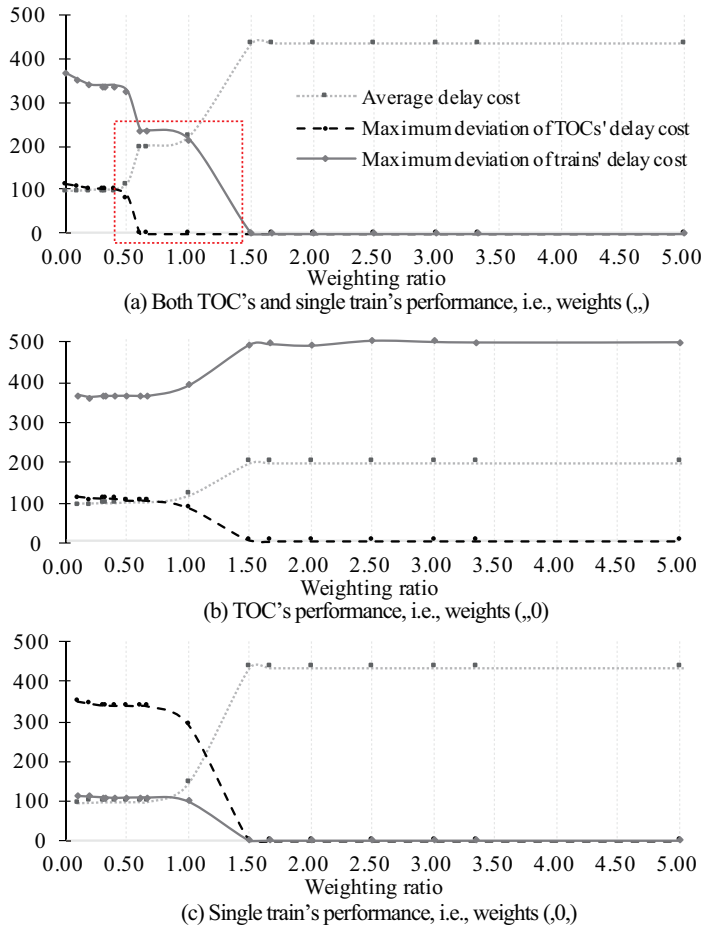 500
400
300
200
100
0
Average delay cost
Maximum deviation of TOCs' delay cost
Maximum deviation of trains' delay cost
0.00 0.50 1.00 1.50 2.00 2.50 3.00 3.50 4.00 4.50 5.00
Weighting ratio
(a) Both TOC's and single train's performance, i.e., weights (,,)
500
400
300
200
100
0
0.00 0.50 1.00 1.50 2.00 2.50 3.00 3.50 4.00 4.50 5.00
Weighting ratio
(b) TOC's performance, i.e., weights (,,0)
500
400
300
200
100
0
0.00 0.50 1.00 1.50 2.00 2.50 3.00 3.50 4.00 4.50 5.00
Weighting ratio
(c) Single train's performance, i.e., weights (,0,)